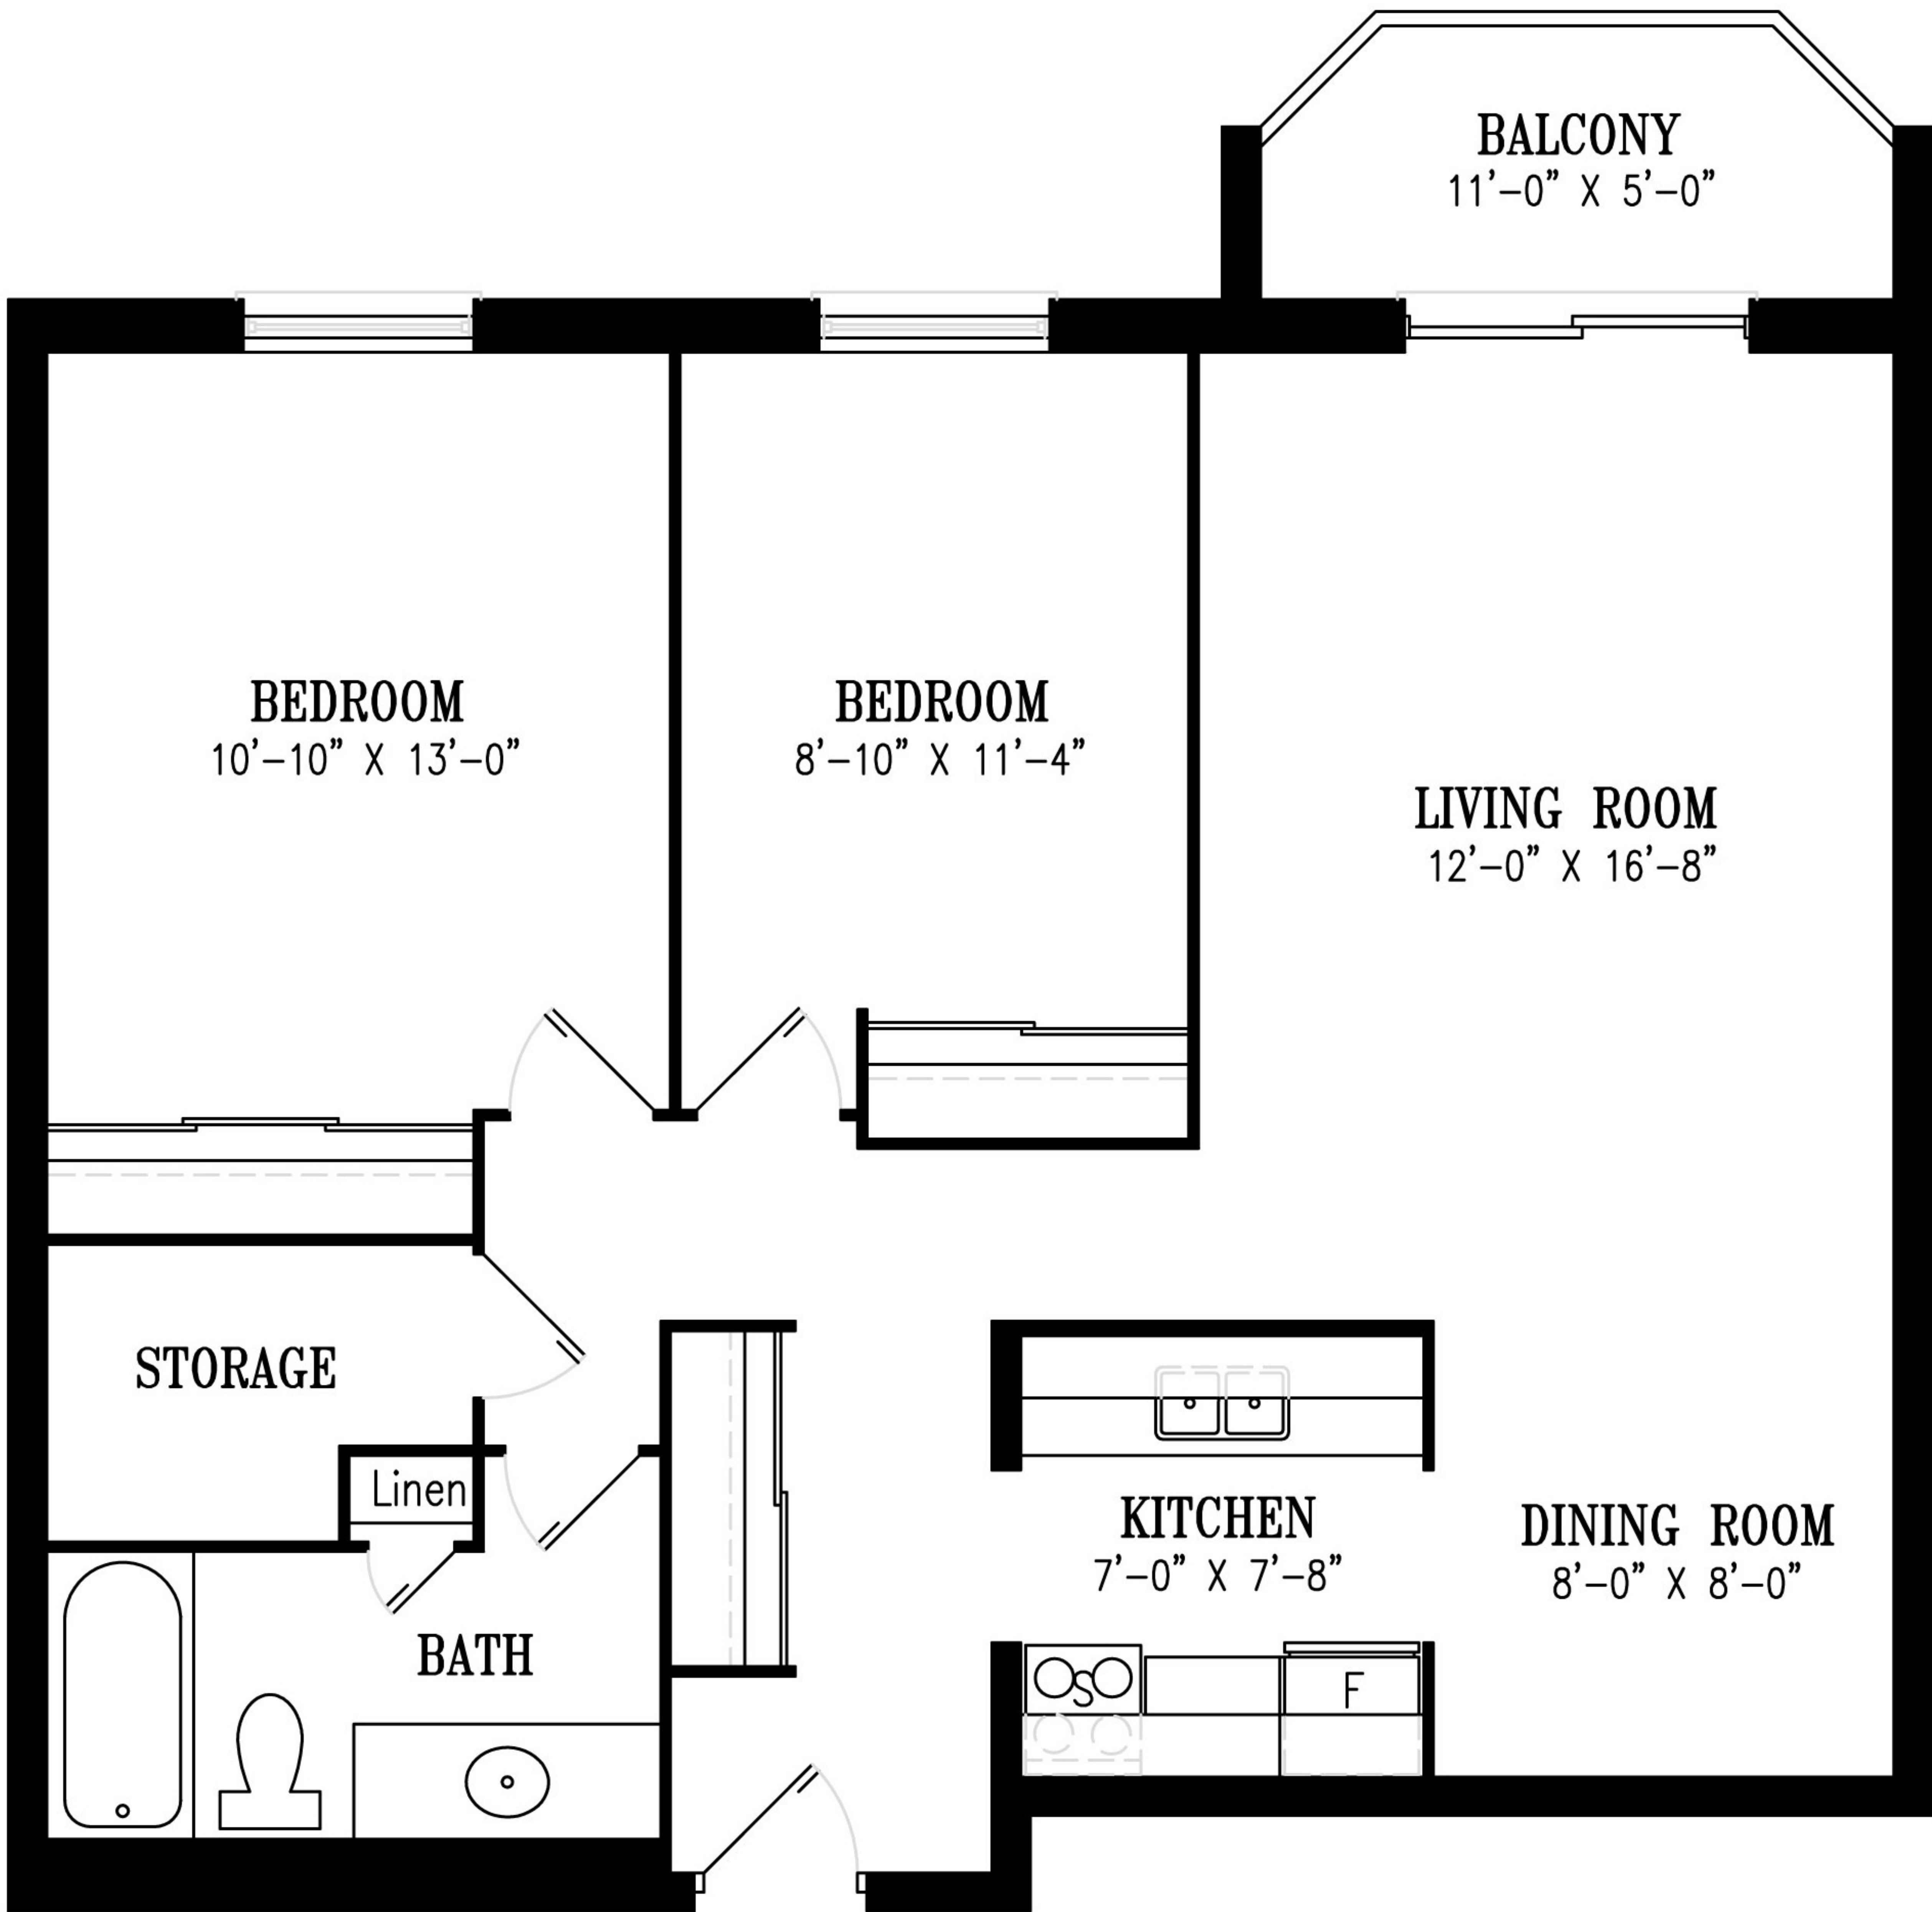 BALCONY
11'-0" X 5'-0"
BEDROOM
10'-10" X 13'-0"
BEDROOM
8'-10" X 11'-4"
LIVING ROOM
12'-0" X 16'-8"
STORAGE
Linen
KITCHEN
7'-0" X 7'-8"
DINING ROOM
8'-0" X 8'-0"
BATH
S
F